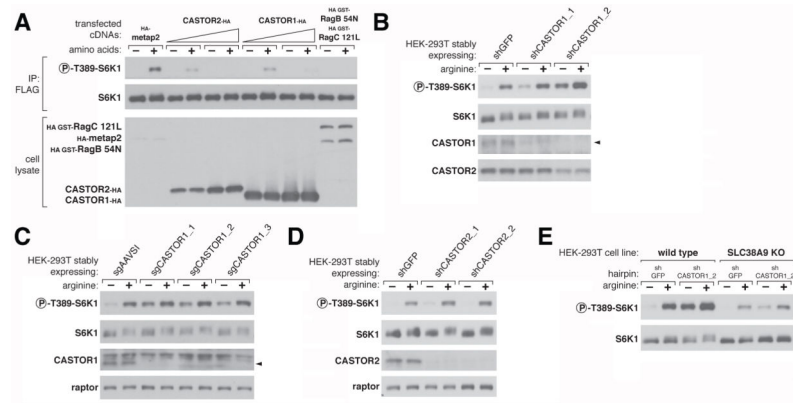 A
transfected cDNAs:
HA-metap2
CASTOR2-HA
CASTOR1-HA
HA GST-RagB 54N
HA GST-RagC 121L
amino acids: − + − + − + − + − + − +
IP: FLAG
Ⓟ-T389-S6K1
S6K1
cell lysate
HA GST-RagC 121L
HA-metap2
HA GST-RagB 54N
CASTOR2-HA
CASTOR1-HA
B
HEK-293T stably expressing:
shGFP
shCASTOR1_1
shCASTOR1_2
arginine: − + − + − +
Ⓟ-T389-S6K1
S6K1
CASTOR1
CASTOR2
C
HEK-293T stably expressing:
sgAAVS1
sgCASTOR1_1
sgCASTOR1_2
sgCASTOR1_3
arginine: − + − + − + − +
Ⓟ-T389-S6K1
S6K1
CASTOR1
raptor
D
HEK-293T stably expressing:
shGFP
shCASTOR2_1
shCASTOR2_2
arginine: − + − + − +
Ⓟ-T389-S6K1
S6K1
CASTOR2
raptor
E
HEK-293T cell line: wild type SLC38A9 KO
hairpin: sh GFP sh CASTOR1_2 sh GFP sh CASTOR1_2
arginine: − + − + − + − +
Ⓟ-T389-S6K1
S6K1